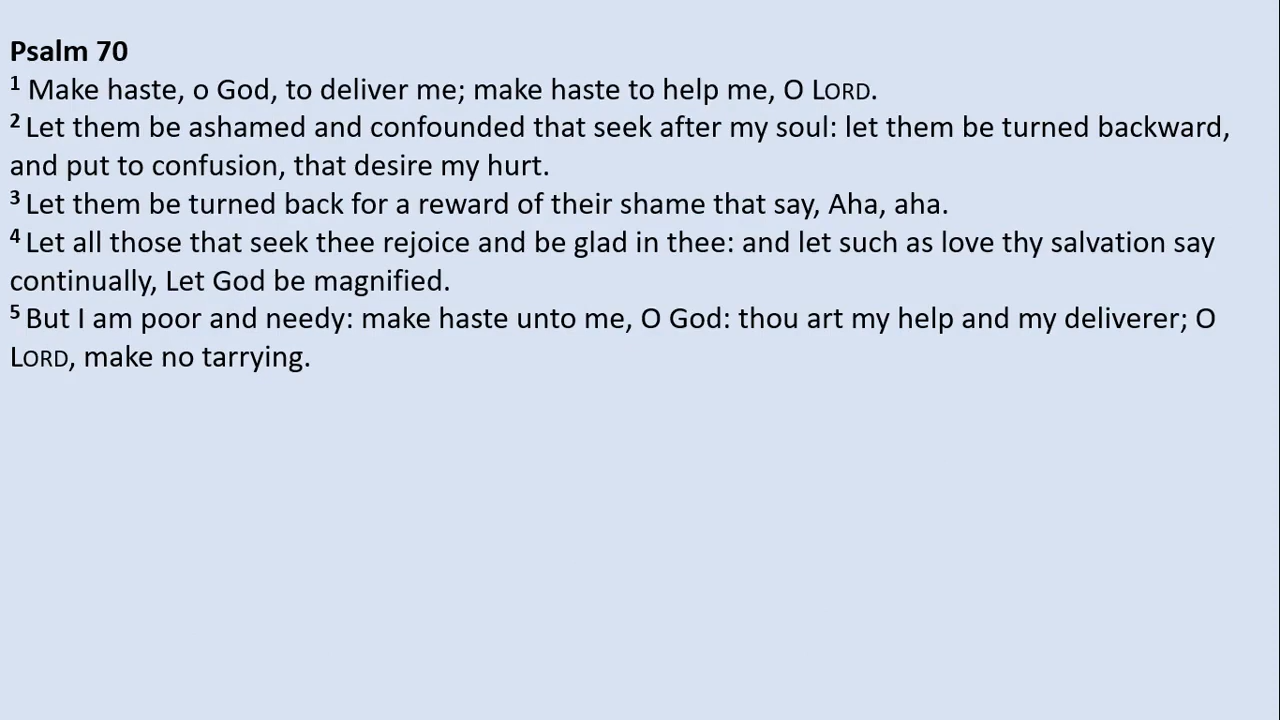 Psalm 70
1 Make haste, o God, to deliver me; make haste to help me, O LORD.
2 Let them be ashamed and confounded that seek after my soul: let them be turned backward,
and put to confusion, that desire my hurt.
3 Let them be turned back for a reward of their shame that say, Aha, aha.
4 Let all those that seek thee rejoice and be glad in thee: and let such as love thy salvation say
continually, Let God be magnified.
5 But I am poor and needy: make haste unto me, O God: thou art my help and my deliverer; O
LORD, make no tarrying.